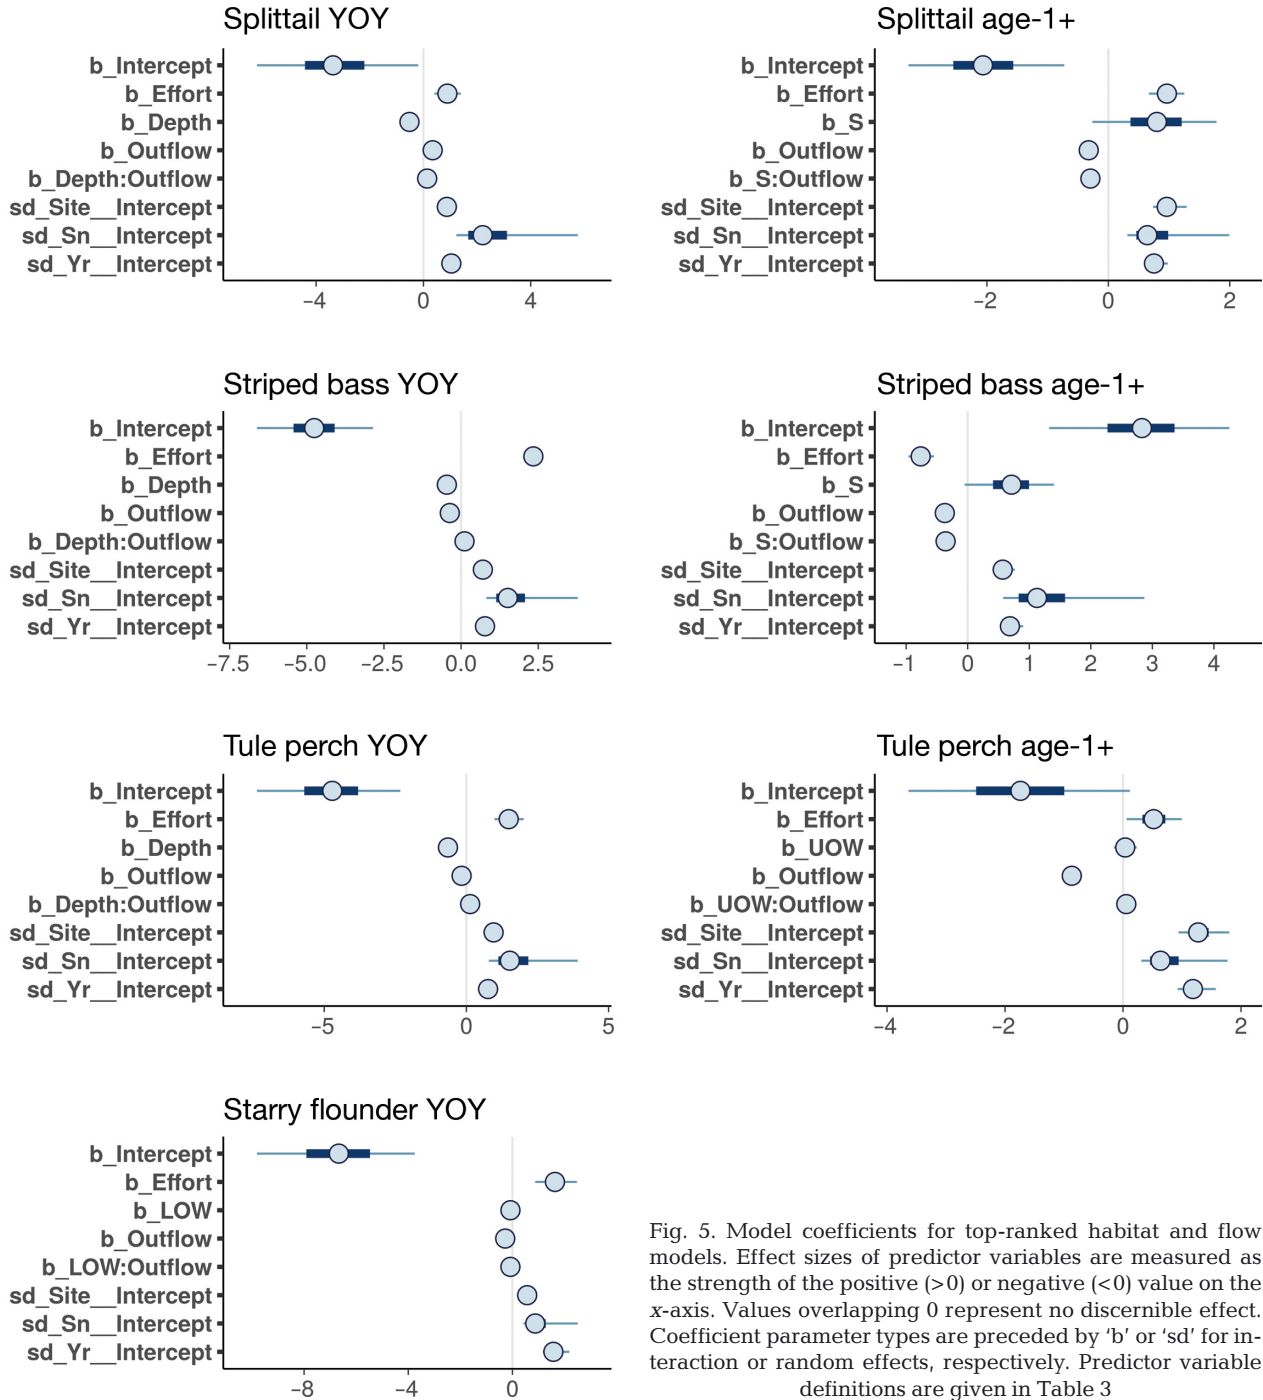 Splittail YOY
b_Intercept
b_Effort
b_Depth
b_Outflow
b_Depth:Outflow
sd_Site__Intercept
sd_Sn__Intercept
sd_Yr__Intercept
−4 0 4
Splittail age-1+
b_Intercept
b_Effort
b_S
b_Outflow
b_S:Outflow
sd_Site__Intercept
sd_Sn__Intercept
sd_Yr__Intercept
−2 0 2
Striped bass YOY
b_Intercept
b_Effort
b_Depth
b_Outflow
b_Depth:Outflow
sd_Site__Intercept
sd_Sn__Intercept
sd_Yr__Intercept
−7.5 −5.0 −2.5 0.0 2.5
Striped bass age-1+
b_Intercept
b_Effort
b_S
b_Outflow
b_S:Outflow
sd_Site__Intercept
sd_Sn__Intercept
sd_Yr__Intercept
−1 0 1 2 3 4
Tule perch YOY
b_Intercept
b_Effort
b_Depth
b_Outflow
b_Depth:Outflow
sd_Site__Intercept
sd_Sn__Intercept
sd_Yr__Intercept
−5 0 5
Tule perch age-1+
b_Intercept
b_Effort
b_UOW
b_Outflow
b_UOW:Outflow
sd_Site__Intercept
sd_Sn__Intercept
sd_Yr__Intercept
−4 −2 0 2
Starry flounder YOY
b_Intercept
b_Effort
b_LOW
b_Outflow
b_LOW:Outflow
sd_Site__Intercept
sd_Sn__Intercept
sd_Yr__Intercept
−8 −4 0
Fig. 5. Model coefficients for top-ranked habitat and flow
models. Effect sizes of predictor variables are measured as
the strength of the positive (>0) or negative (<0) value on the
x-axis. Values overlapping 0 represent no discernible effect.
Coefficient parameter types are preceded by ‘b’ or ‘sd’ for in-
teraction or random effects, respectively. Predictor variable
definitions are given in Table 3